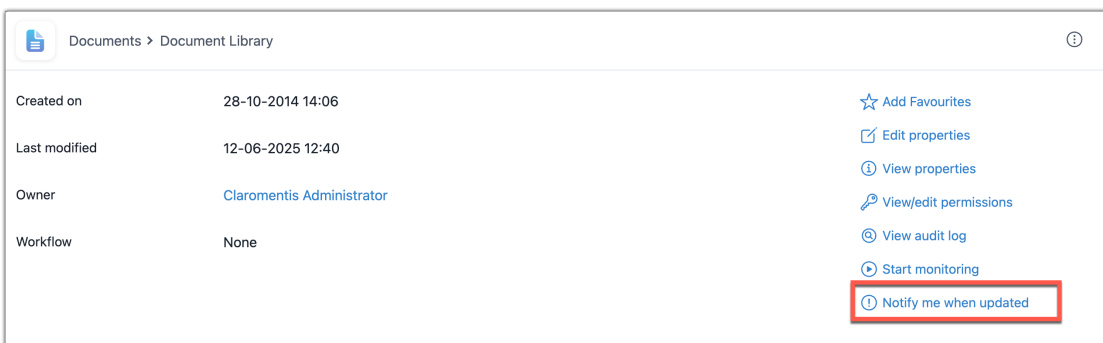 Documents > Document Library
Created on 28-10-2014 14:06
Last modified 12-06-2025 12:40
Owner Claromentis Administrator
Workflow None
Add Favourites
Edit properties
View properties
View/edit permissions
View audit log
Start monitoring
Notify me when updated